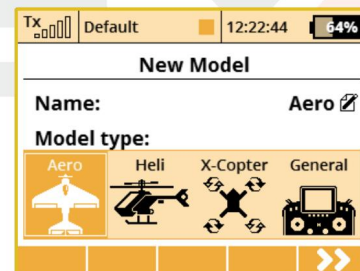 Tx Default 12:22:44 64%
New Model
Name: Aero
Model type:
Aero Heli X-Copter General